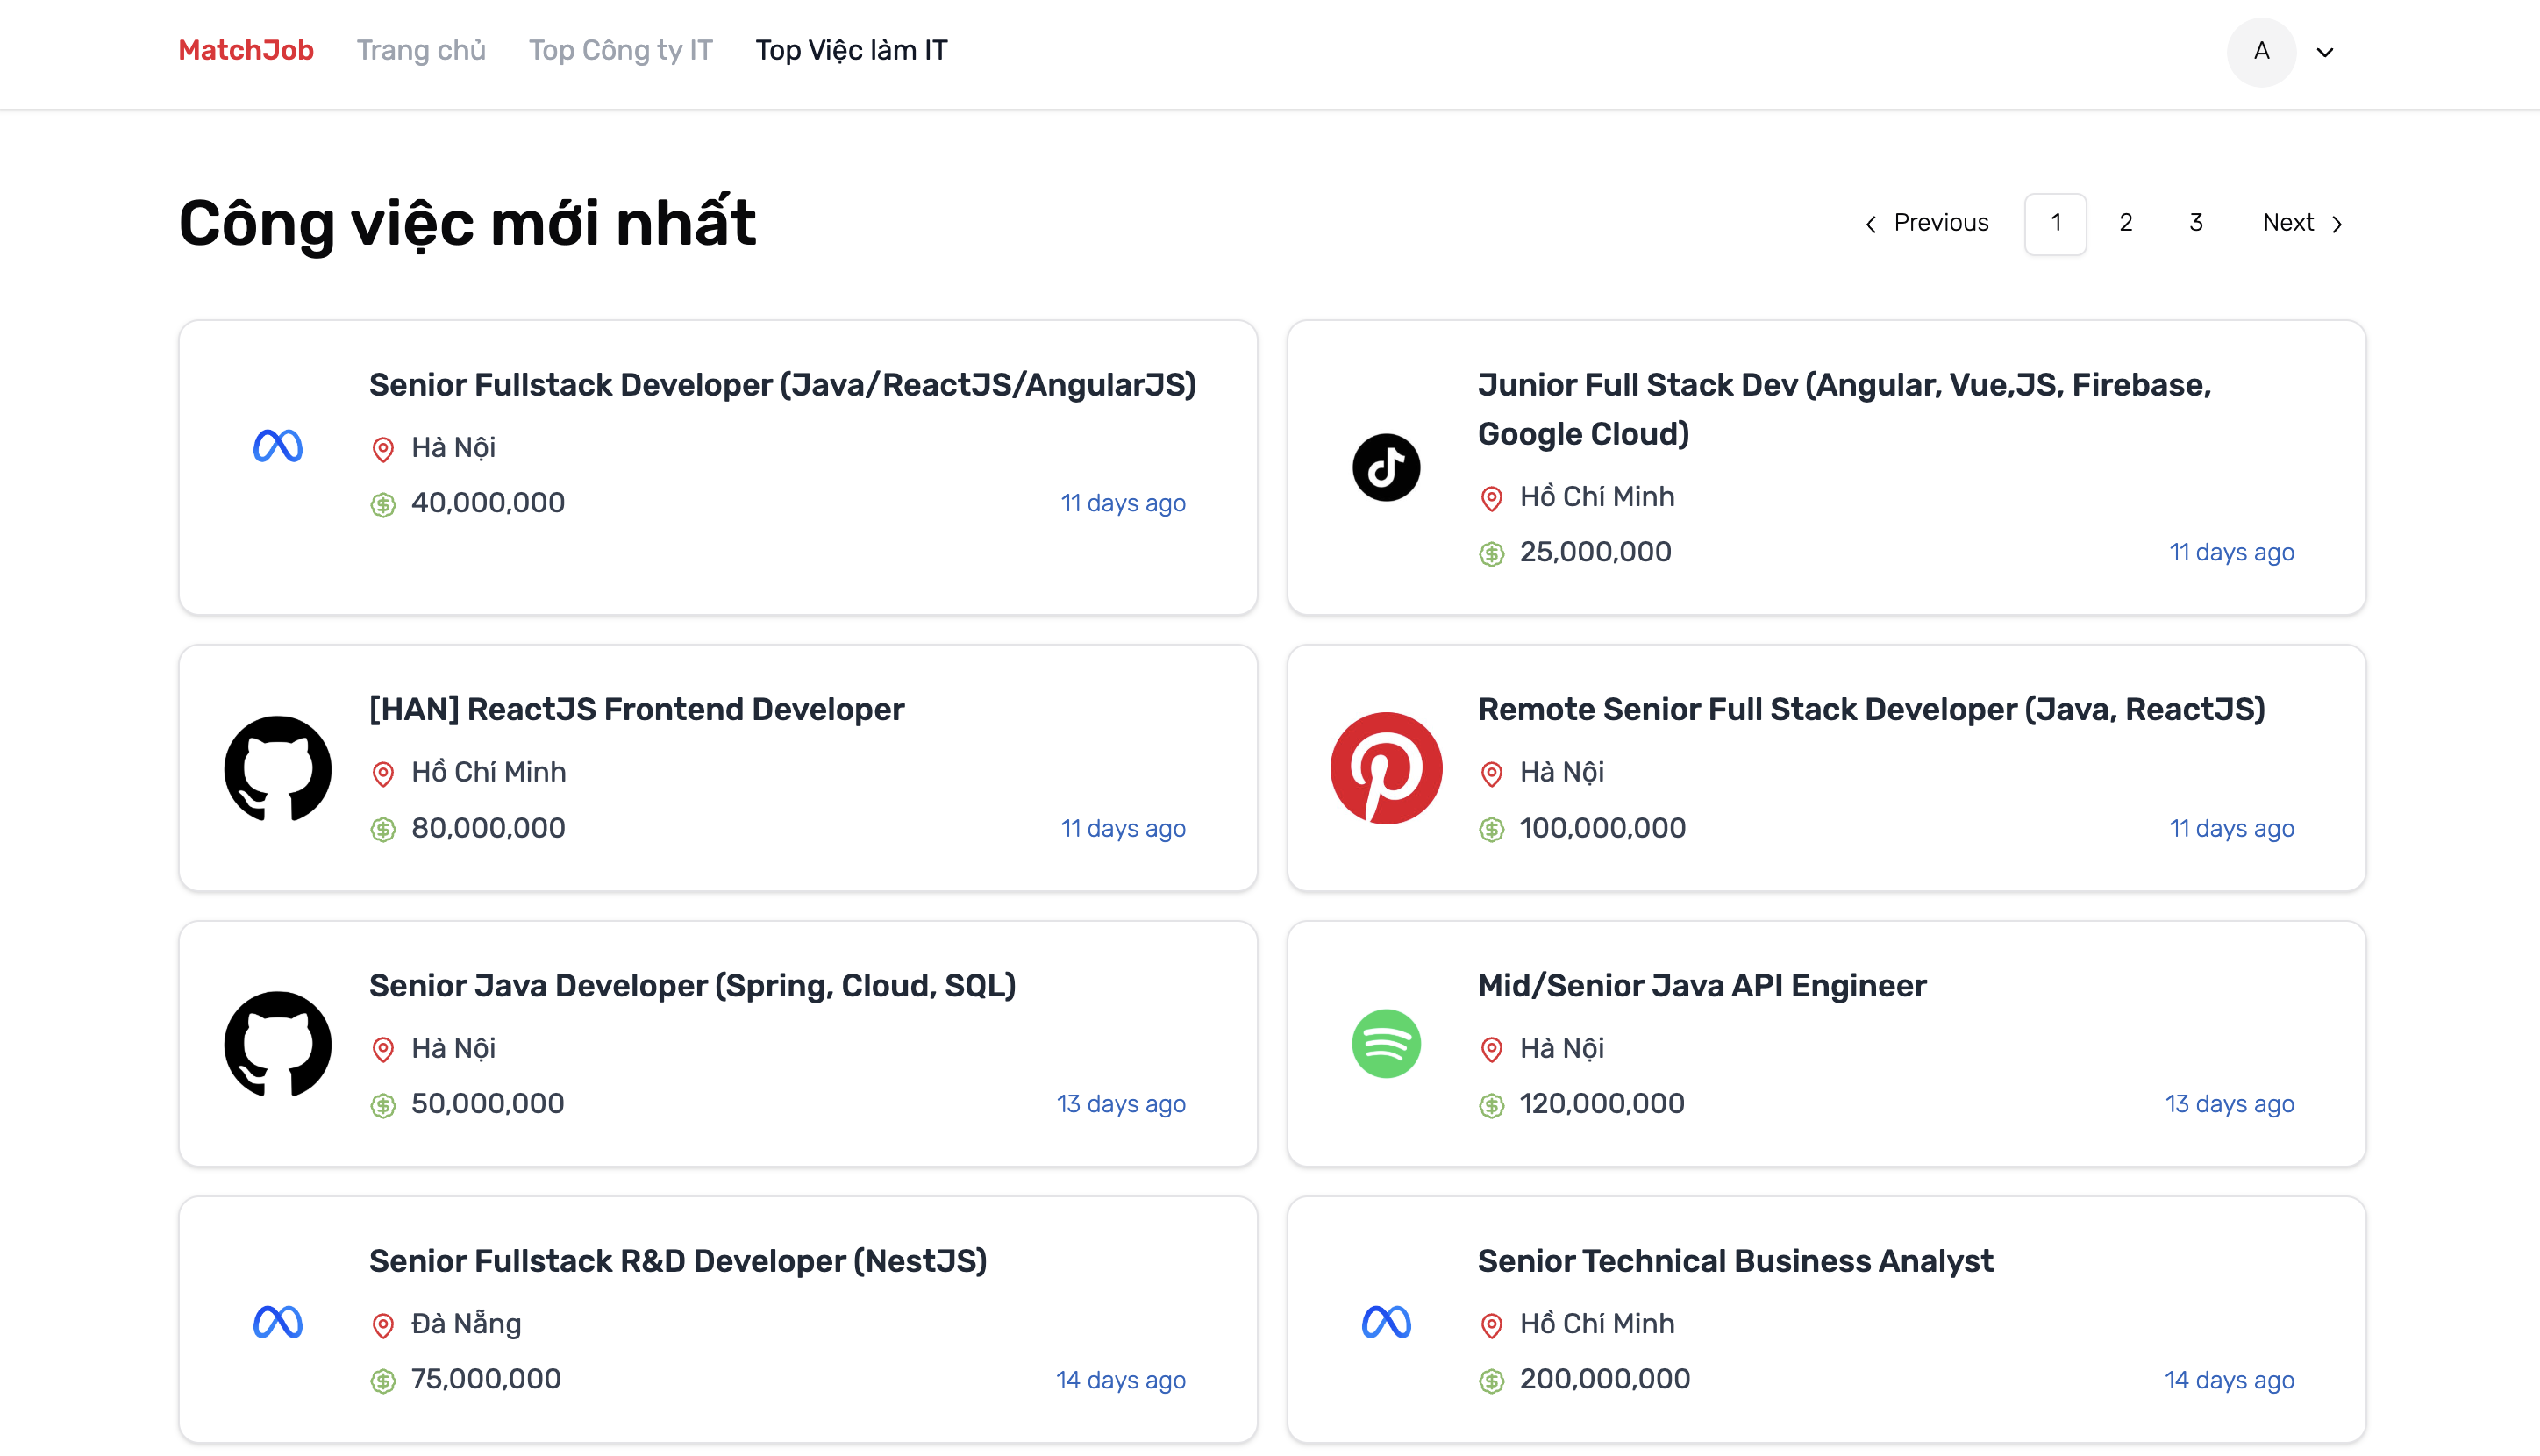 MatchJob Trang chủ Top Công ty IT Top Việc làm IT A
Công việc mới nhất
Previous 1 2 3 Next
Senior Fullstack Developer (Java/ReactJS/AngularJS)
Hà Nội
40,000,000 11 days ago
Junior Full Stack Dev (Angular, Vue,JS, Firebase,
Google Cloud)
Hồ Chí Minh
25,000,000 11 days ago
[HAN] ReactJS Frontend Developer
Hồ Chí Minh
80,000,000 11 days ago
Remote Senior Full Stack Developer (Java, ReactJS)
Hà Nội
100,000,000 11 days ago
Senior Java Developer (Spring, Cloud, SQL)
Hà Nội
50,000,000 13 days ago
Mid/Senior Java API Engineer
Hà Nội
120,000,000 13 days ago
Senior Fullstack R&D Developer (NestJS)
Đà Nẵng
75,000,000 14 days ago
Senior Technical Business Analyst
Hồ Chí Minh
200,000,000 14 days ago